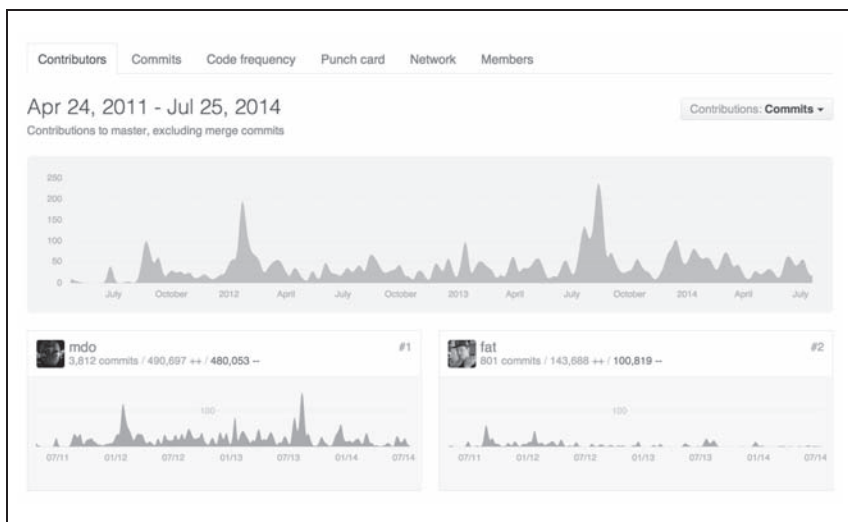 Contributors Commits Code frequency Punch card Network Members
Apr 24, 2011 - Jul 25, 2014
Contributions: Commits
Contributions to master, excluding merge commits
250
200
150
100
50
0
July October 2012 April July October 2013 April July October 2014 April July
mdo #1
3,812 commits / 490,697 ++ / 480,053 --
100
07/11 01/12 07/12 01/13 07/13 01/14 07/14
fat #2
801 commits / 143,688 ++ / 100,819 --
100
07/11 01/12 07/12 01/13 07/13 01/14 07/14